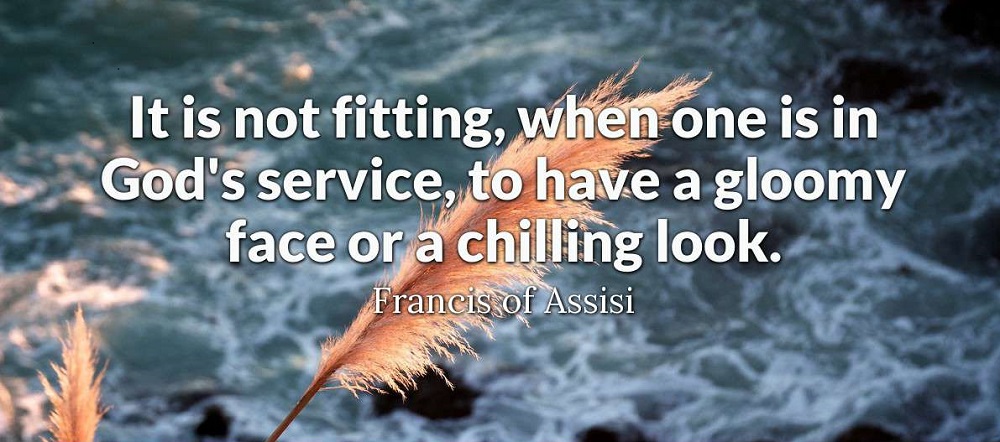 It is not fitting, when one is in
God's service, to have a gloomy
face or a chilling look.
Francis of Assisi